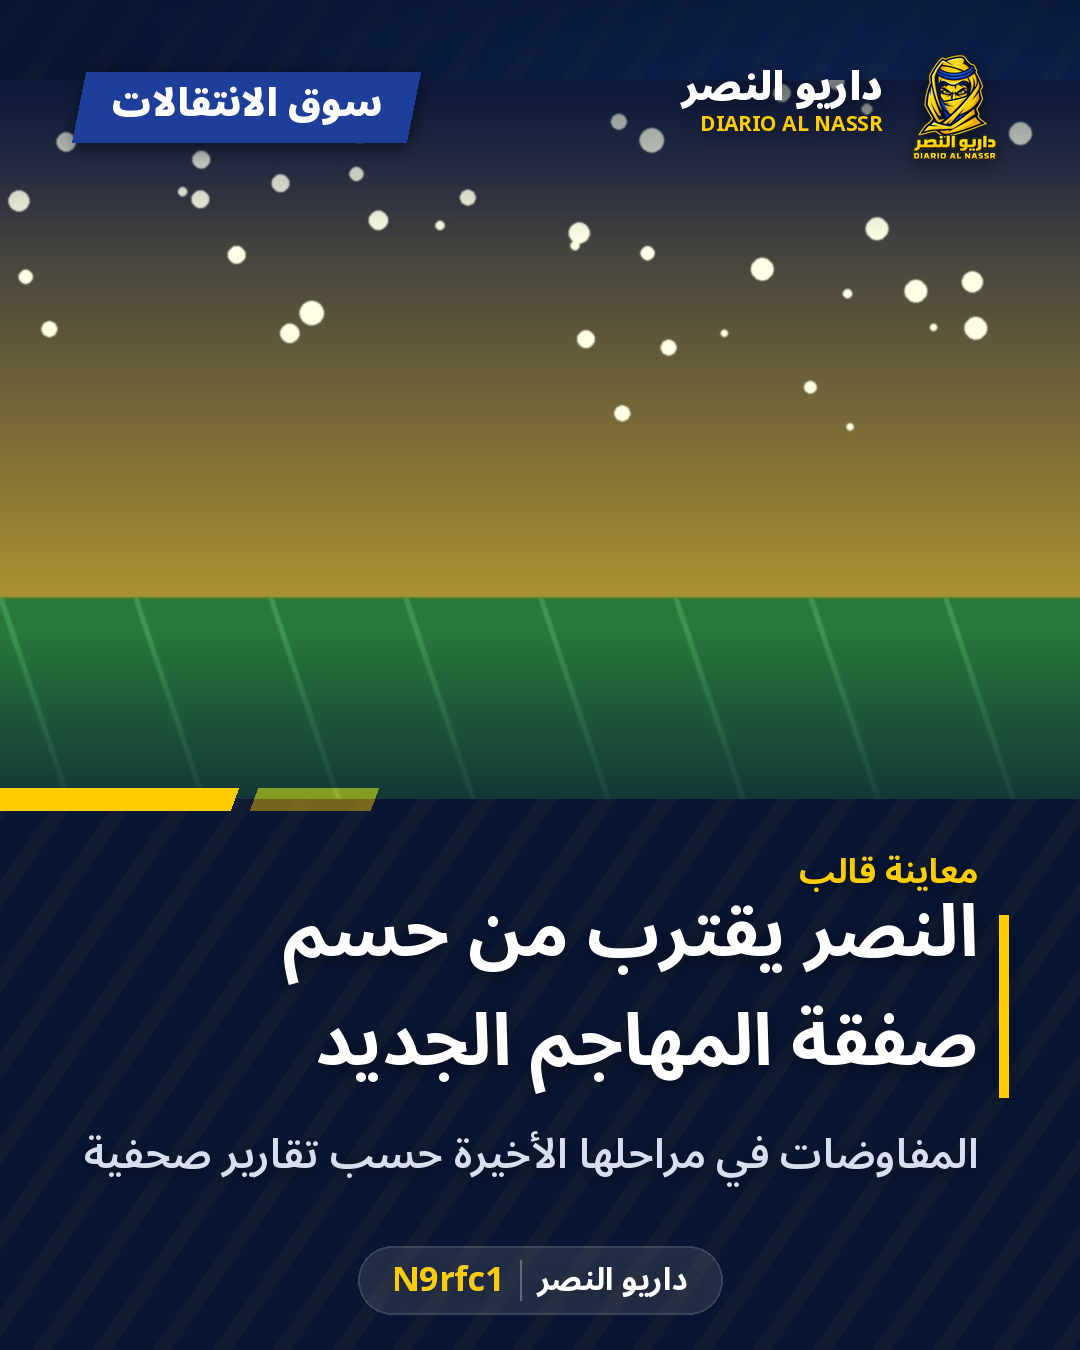 سوق الانتقالات
داريو النصر
DIARIO AL NASSR
داريو النصر
DIARIO AL NASSR
معاينة قالب
النصر يقترب من حسم
صفقة المهاجم الجديد
المفاوضات في مراحلها الأخيرة حسب تقارير صحفية
داريو النصر N9rfc1